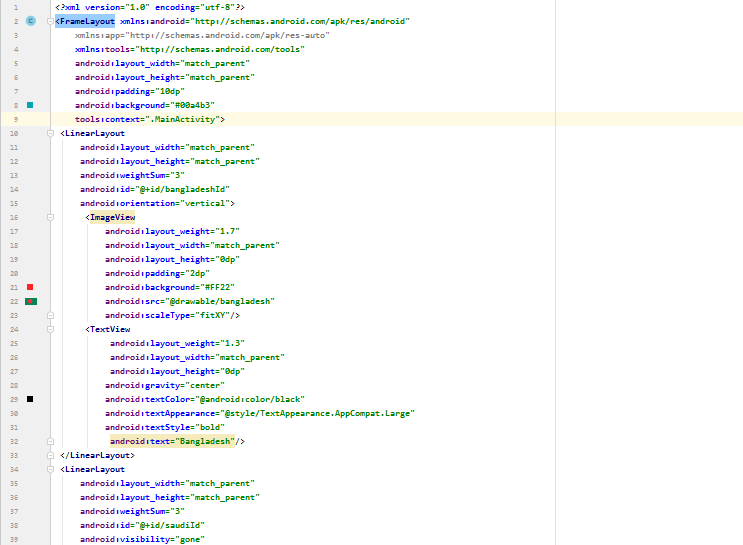 1 <?xml version="1.0" encoding="utf-8"?>
2 C <FrameLayout xmlns:android="http://schemas.android.com/apk/res/android"
3 xmlns:app="http://schemas.android.com/apk/res-auto"
4 xmlns:tools="http://schemas.android.com/tools"
5 android:layout_width="match_parent"
6 android:layout_height="match_parent"
7 android:padding="10dp"
8 android:background="#00a4b3"
9 tools:context=".MainActivity">
10 <LinearLayout
11 android:layout_width="match_parent"
12 android:layout_height="match_parent"
13 android:weightSum="3"
14 android:id="@+id/bangladeshId"
15 android:orientation="vertical">
16 <ImageView
17 android:layout_weight="1.7"
18 android:layout_width="match_parent"
19 android:layout_height="0dp"
20 android:padding="2dp"
21 android:background="#FF22"
22 android:src="@drawable/bangladesh"
23 android:scaleType="fitXY"/>
24 <TextView
25 android:layout_weight="1.3"
26 android:layout_width="match_parent"
27 android:layout_height="0dp"
28 android:gravity="center"
29 android:textColor="@android:color/black"
30 android:textAppearance="@style/TextAppearance.AppCompat.Large"
31 android:textStyle="bold"
32 android:text="Bangladesh"/>
33 </LinearLayout>
34 <LinearLayout
35 android:layout_width="match_parent"
36 android:layout_height="match_parent"
37 android:weightSum="3"
38 android:id="@+id/saudiId"
39 android:visibility="gone"